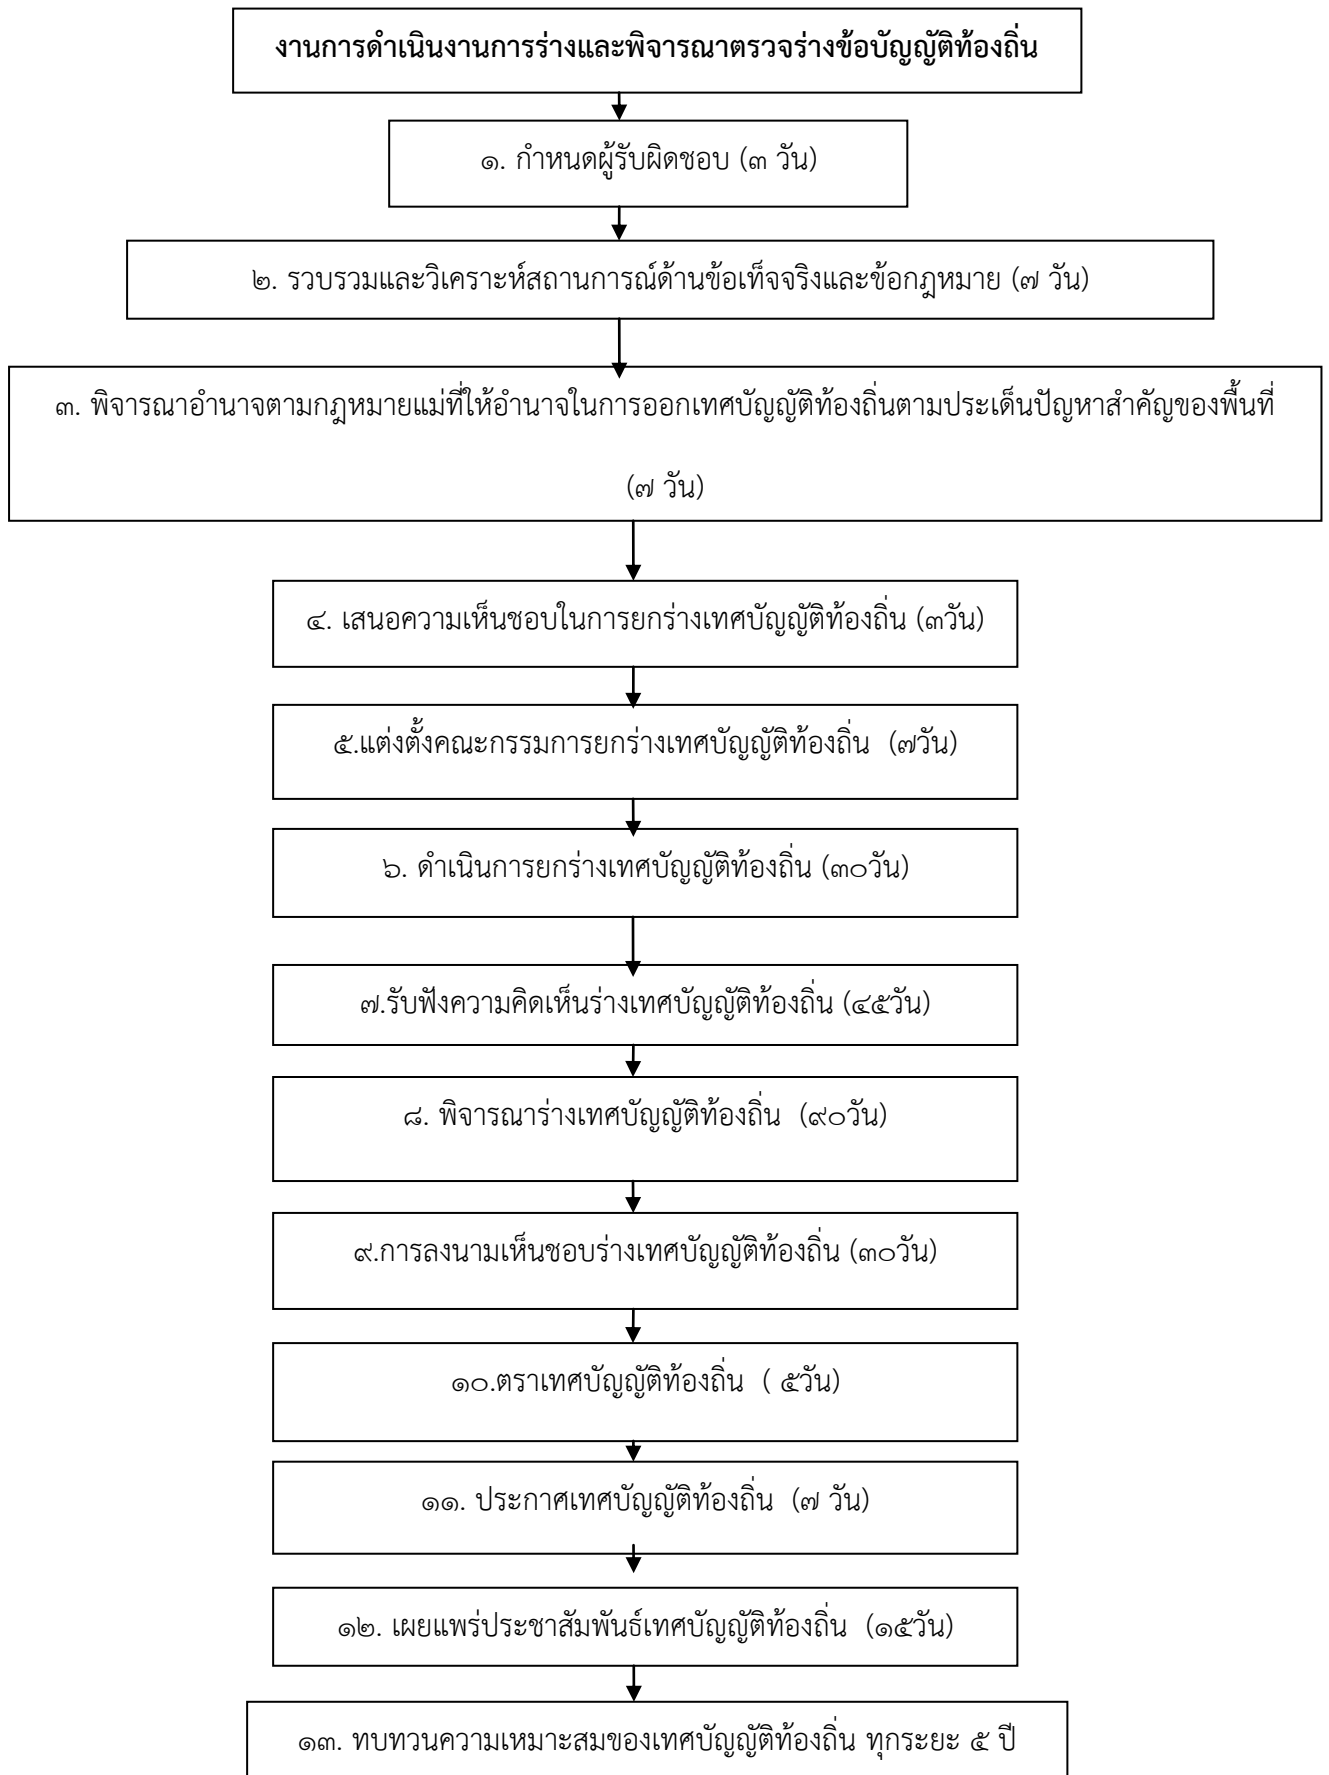 งานการดำเนินงานการร่างและพิจารณาตรวจร่างข้อบัญญัติท้องถิ่น
๑. กำหนดผู้รับผิดชอบ (๓ วัน)
๒. รวบรวมและวิเคราะห์สถานการณ์ด้านข้อเท็จจริงและข้อกฎหมาย (๗ วัน)
๓. พิจารณาอำนาจตามกฎหมายแม่ที่ให้อำนาจในการออกเทศบัญญัติท้องถิ่นตามประเด็นปัญหาสำคัญของพื้นที่
(๗ วัน)
๔. เสนอความเห็นชอบในการยกร่างเทศบัญญัติท้องถิ่น (๓วัน)
๕.แต่งตั้งคณะกรรมการยกร่างเทศบัญญัติท้องถิ่น  (๗วัน)
๖. ดำเนินการยกร่างเทศบัญญัติท้องถิ่น (๓๐วัน)
๗.รับฟังความคิดเห็นร่างเทศบัญญัติท้องถิ่น (๔๕วัน)
๘. พิจารณาร่างเทศบัญญัติท้องถิ่น  (๙๐วัน)
๙.การลงนามเห็นชอบร่างเทศบัญญัติท้องถิ่น (๓๐วัน)
๑๐.ตราเทศบัญญัติท้องถิ่น  ( ๕วัน)
๑๑. ประกาศเทศบัญญัติท้องถิ่น  (๗ วัน)
๑๒. เผยแพร่ประชาสัมพันธ์เทศบัญญัติท้องถิ่น  (๑๕วัน)
๑๓. ทบทวนความเหมาะสมของเทศบัญญัติท้องถิ่น ทุกระยะ ๕ ปี